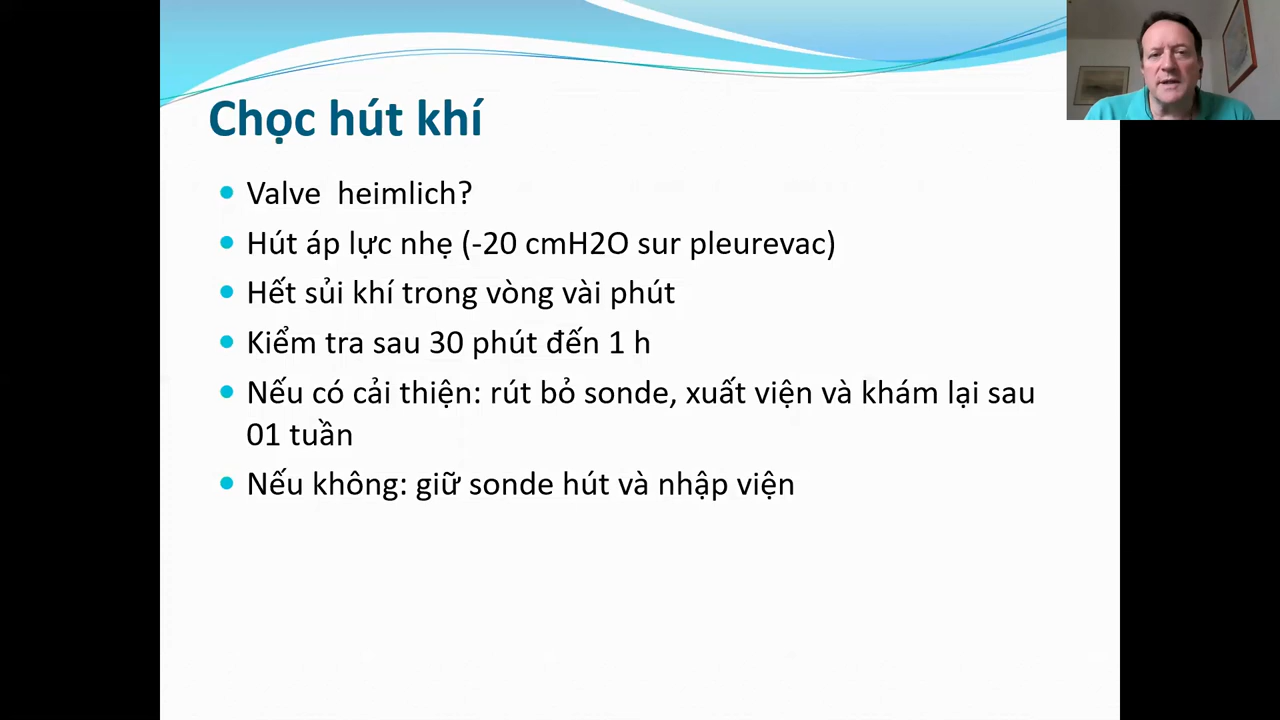 Chọc hút khí
Valve heimlich?
Hút áp lực nhẹ (-20 cmH2O sur pleurevac)
Hết sủi khí trong vòng vài phút
Kiểm tra sau 30 phút đến 1 h
Nếu có cải thiện: rút bỏ sonde, xuất viện và khám lại sau
01 tuần
Nếu không: giữ sonde hút và nhập viện